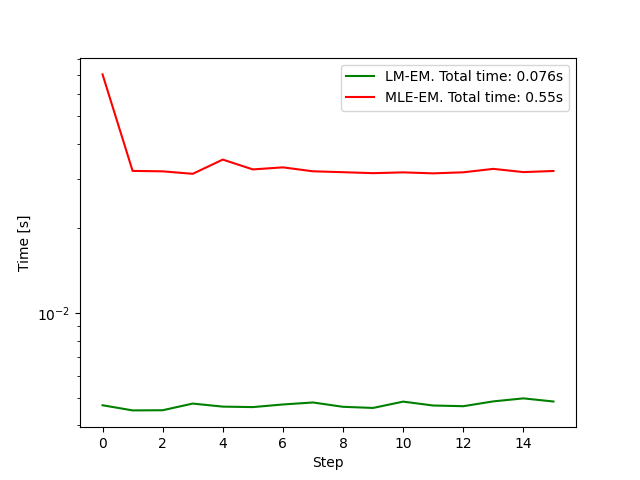 LM-EM. Total time: 0.076s
MLE-EM. Total time: 0.55s
Time [s]
10⁻²
0 2 4 6 8 10 12 14
Step